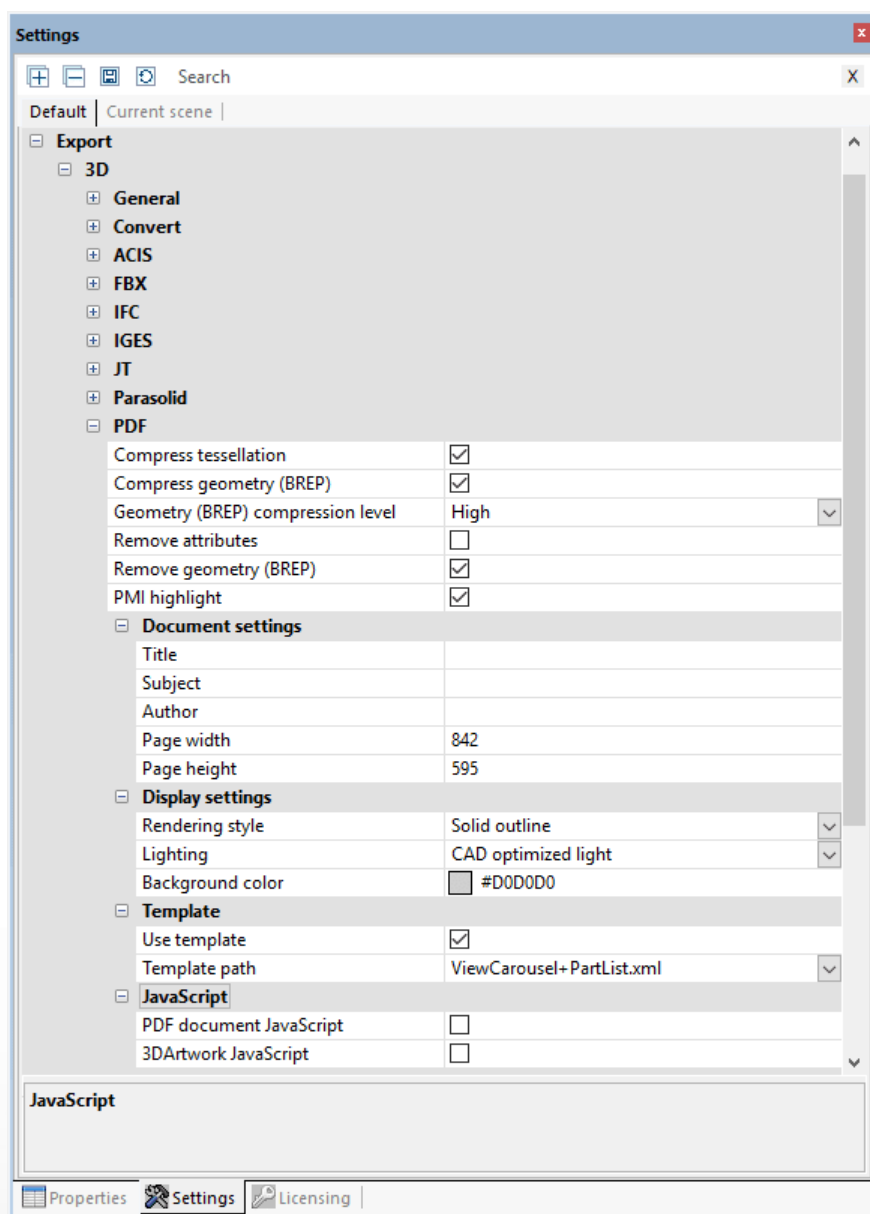 Settings
Search X
Default Current scene
Export
3D
General
Convert
ACIS
FBX
IFC
IGES
JT
Parasolid
PDF
Compress tessellation
Compress geometry (BREP)
Geometry (BREP) compression level High
Remove attributes
Remove geometry (BREP)
PMI highlight
Document settings
Title
Subject
Author
Page width 842
Page height 595
Display settings
Rendering style Solid outline
Lighting CAD optimized light
Background color #D0D0D0
Template
Use template
Template path ViewCarousel+PartList.xml
JavaScript
PDF document JavaScript
3DArtwork JavaScript
JavaScript
Properties Settings Licensing